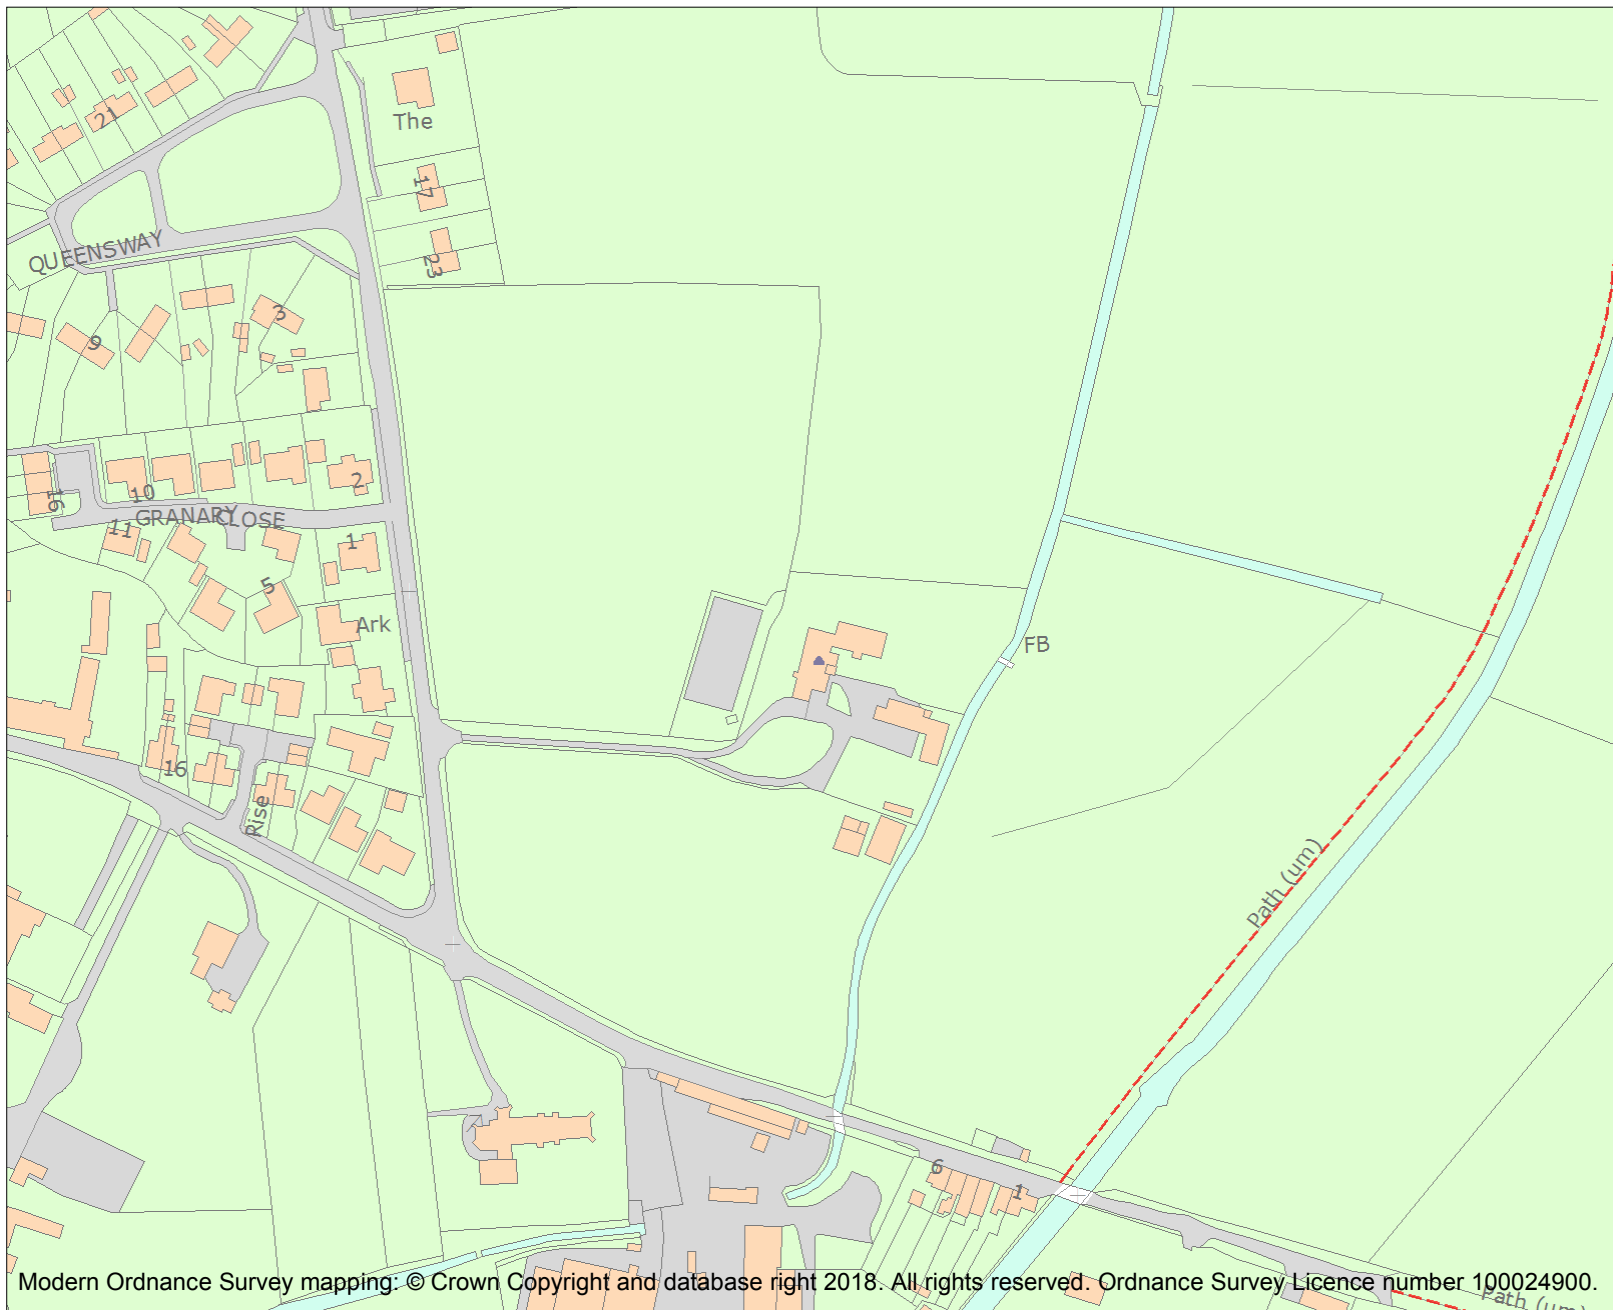 21
The
17
QUEENSWAY
23
3
9
2
10
16
GRANARY CLOSE
11
1
5
Ark
FB
16
Rise
Path (um)
6
1
Modern Ordnance Survey mapping: © Crown Copyright and database right 2018. All rights reserved. Ordnance Survey Licence number 100024900.
Path (um)